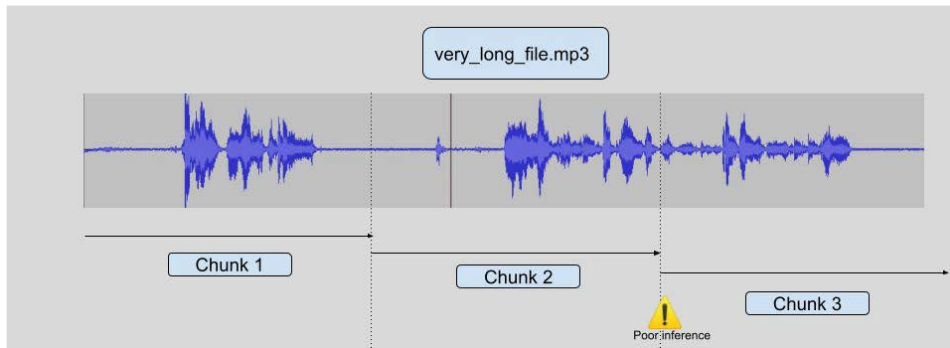 very_long_file.mp3
Chunk 1
Chunk 2
Chunk 3
Poor inference